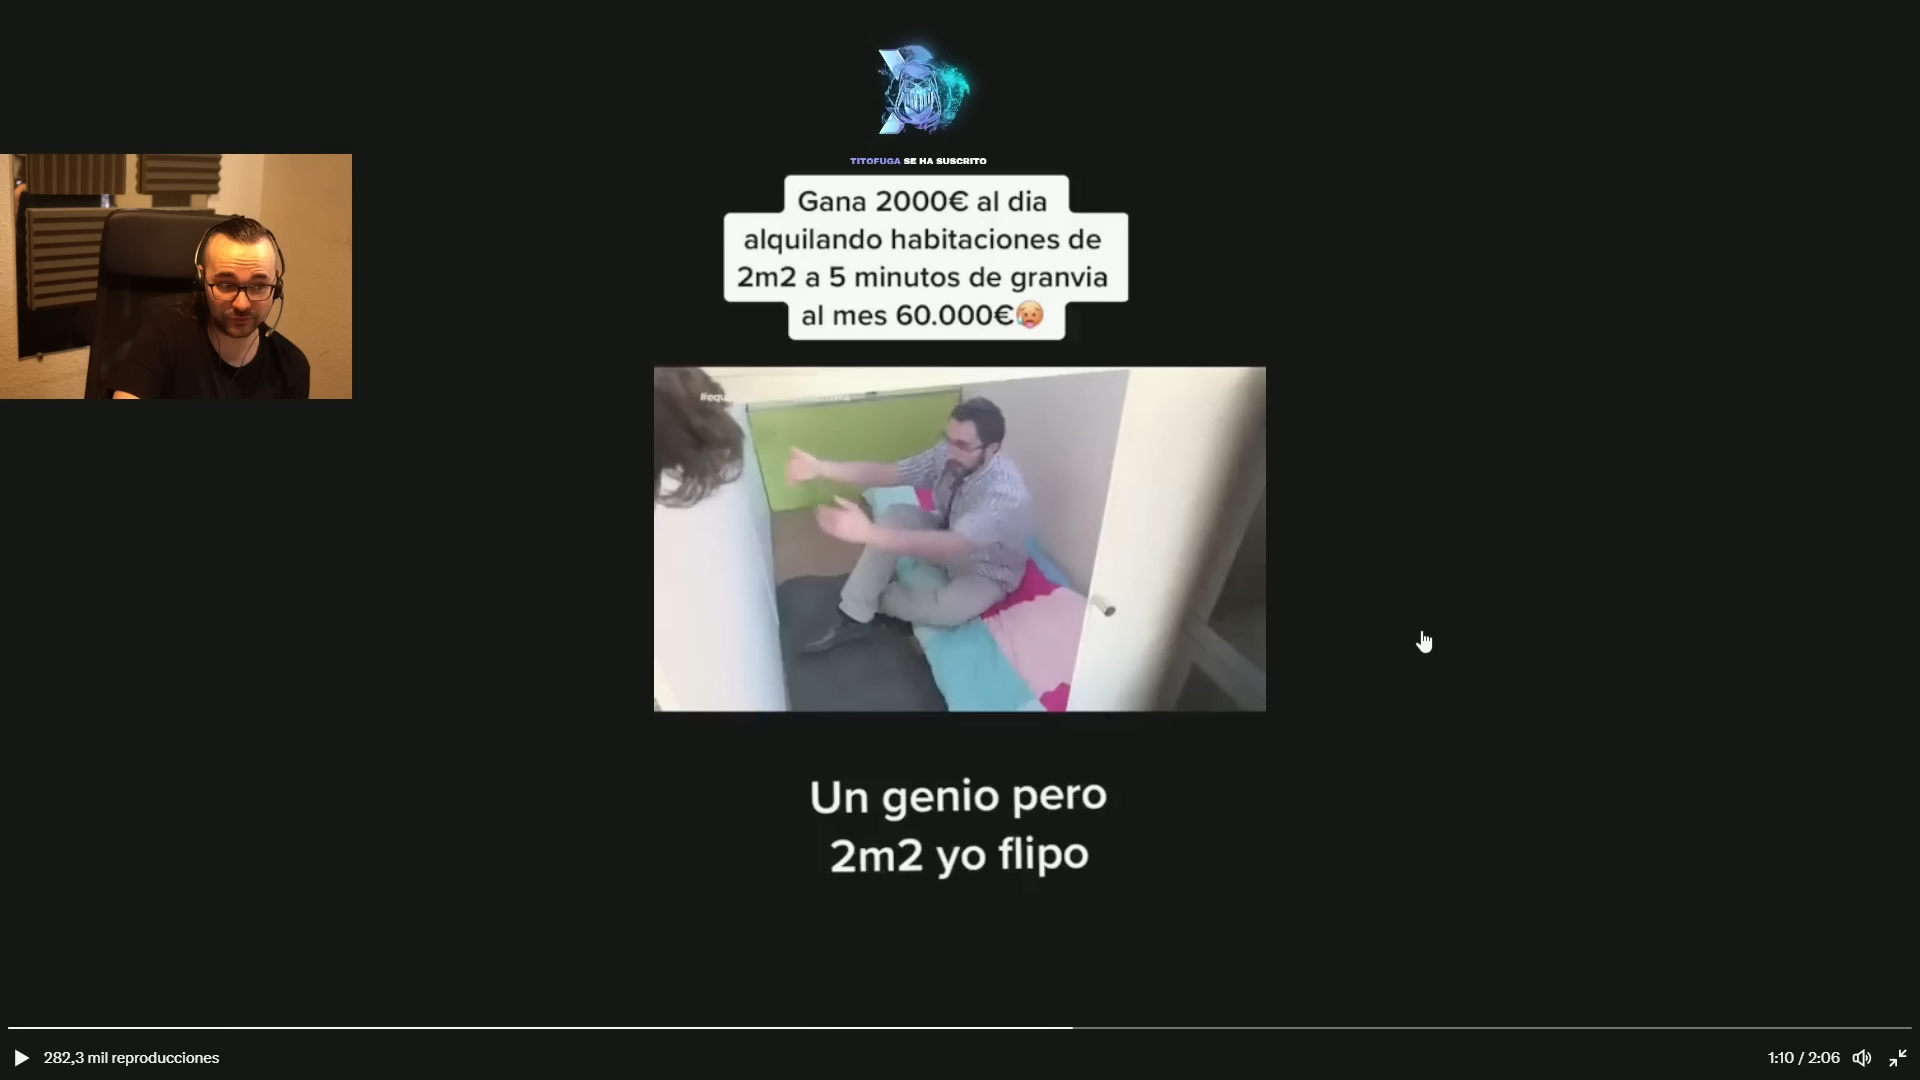 TITOFUGA SE HA SUSCRITO
Gana 2000€ al dia
alquilando habitaciones de
2m2 a 5 minutos de granvia
al mes 60.000€🥵
#equ
Un genio pero
2m2 yo flipo
282,3 mil reproducciones
1:10 / 2:06